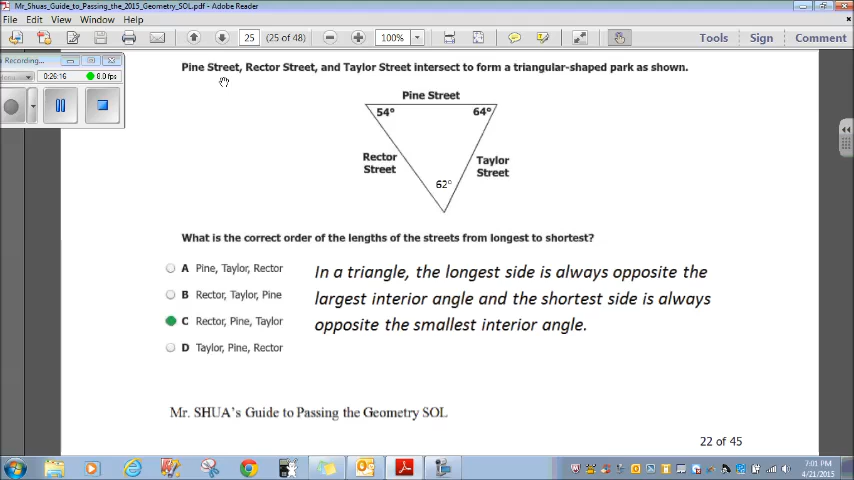 Mr_Shuas_Guide_to_Passing_the_2015_Geometry_SOL.pdf - Adobe Reader
File Edit View Window Help
25 (25 of 48) 100% Tools Sign Comment
Recording...
0:26:16 0.0 fps
Pine Street, Rector Street, and Taylor Street intersect to form a triangular-shaped park as shown.
Pine Street
54° 64°
Rector
Street
Taylor
Street
62°
What is the correct order of the lengths of the streets from longest to shortest?
A Pine, Taylor, Rector
B Rector, Taylor, Pine
C Rector, Pine, Taylor
D Taylor, Pine, Rector
In a triangle, the longest side is always opposite the
largest interior angle and the shortest side is always
opposite the smallest interior angle.
Mr. SHUA's Guide to Passing the Geometry SOL
22 of 45
7:01 PM
4/21/2015